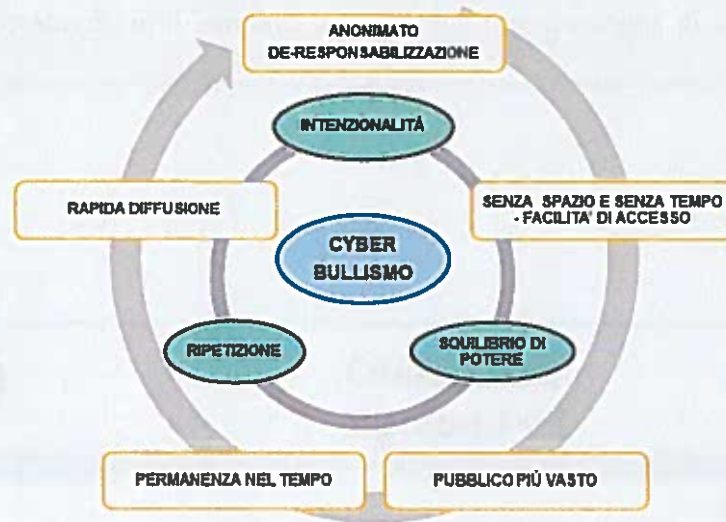 ANONIMATO
DE-RESPONSABILIZZAZIONE
INTENZIONALITÁ
RAPIDA DIFFUSIONE
SENZA SPAZIO E SENZA TEMPO
- FACILITA' DI ACCESSO
CYBER
BULLISMO
RIPETIZIONE
SQUILIBRIO DI
POTERE
PERMANENZA NEL TEMPO
PUBBLICO PIÙ VASTO